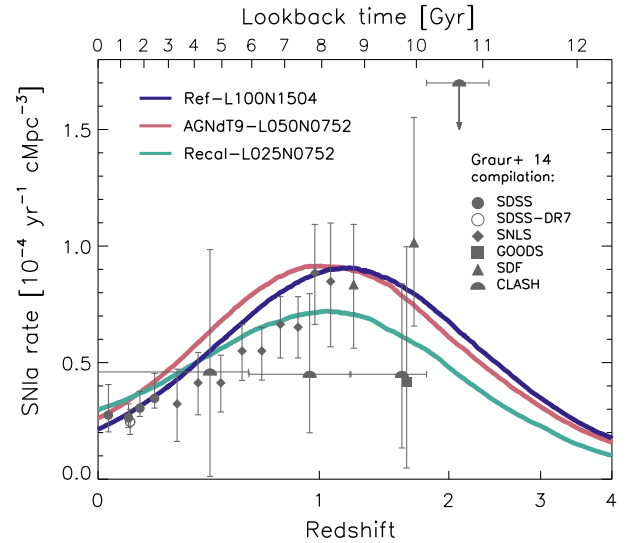 Lookback time [Gyr]
0 1 2 3 4 5 6 7 8 9 10 11 12
SNIa rate [10⁻⁴ yr⁻¹ cMpc⁻³]
1.5
1.0
0.5
0.0
Ref-L100N1504
AGNdT9-L050N0752
Recal-L025N0752
Graur+ 14
compilation:
SDSS
SDSS-DR7
SNLS
GOODS
SDF
CLASH
0 1 2 3 4
Redshift